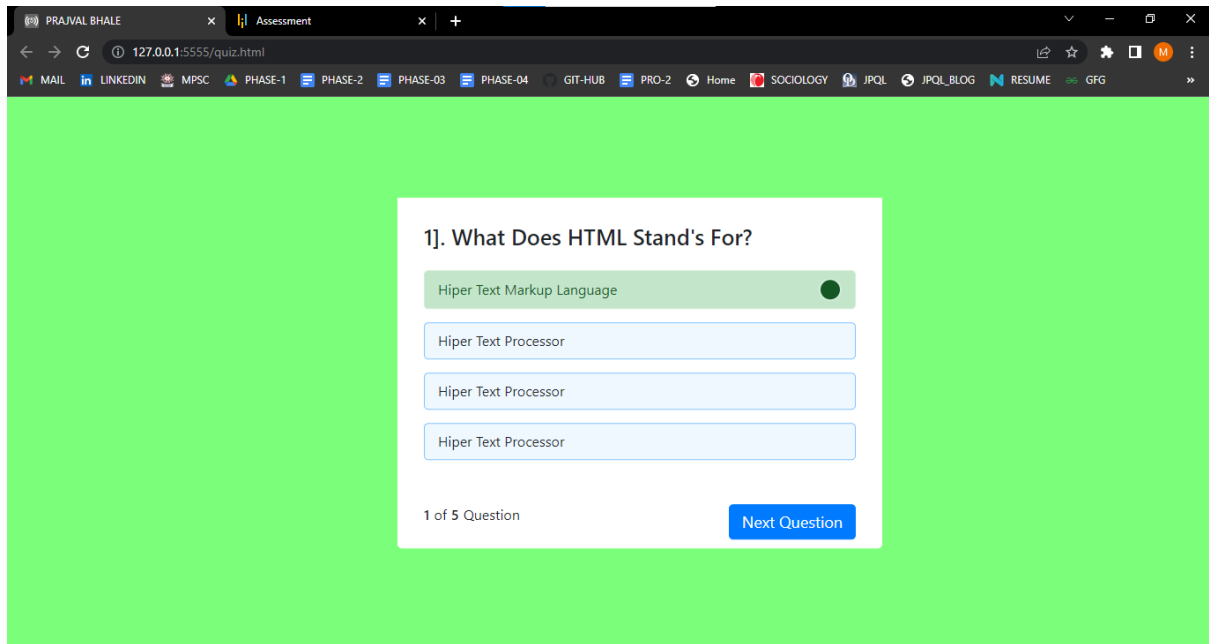 PRAJVAL BHALE
Assessment
127.0.0.1:5555/quiz.html
M
MAIL in LINKEDIN MPSC PHASE-1 PHASE-2 PHASE-03 PHASE-04 GIT-HUB PRO-2 Home SOCIOLOGY JPQL JPQL_BLOG RESUME GFG »
1]. What Does HTML Stand's For?
Hiper Text Markup Language
Hiper Text Processor
Hiper Text Processor
Hiper Text Processor
1 of 5 Question
Next Question